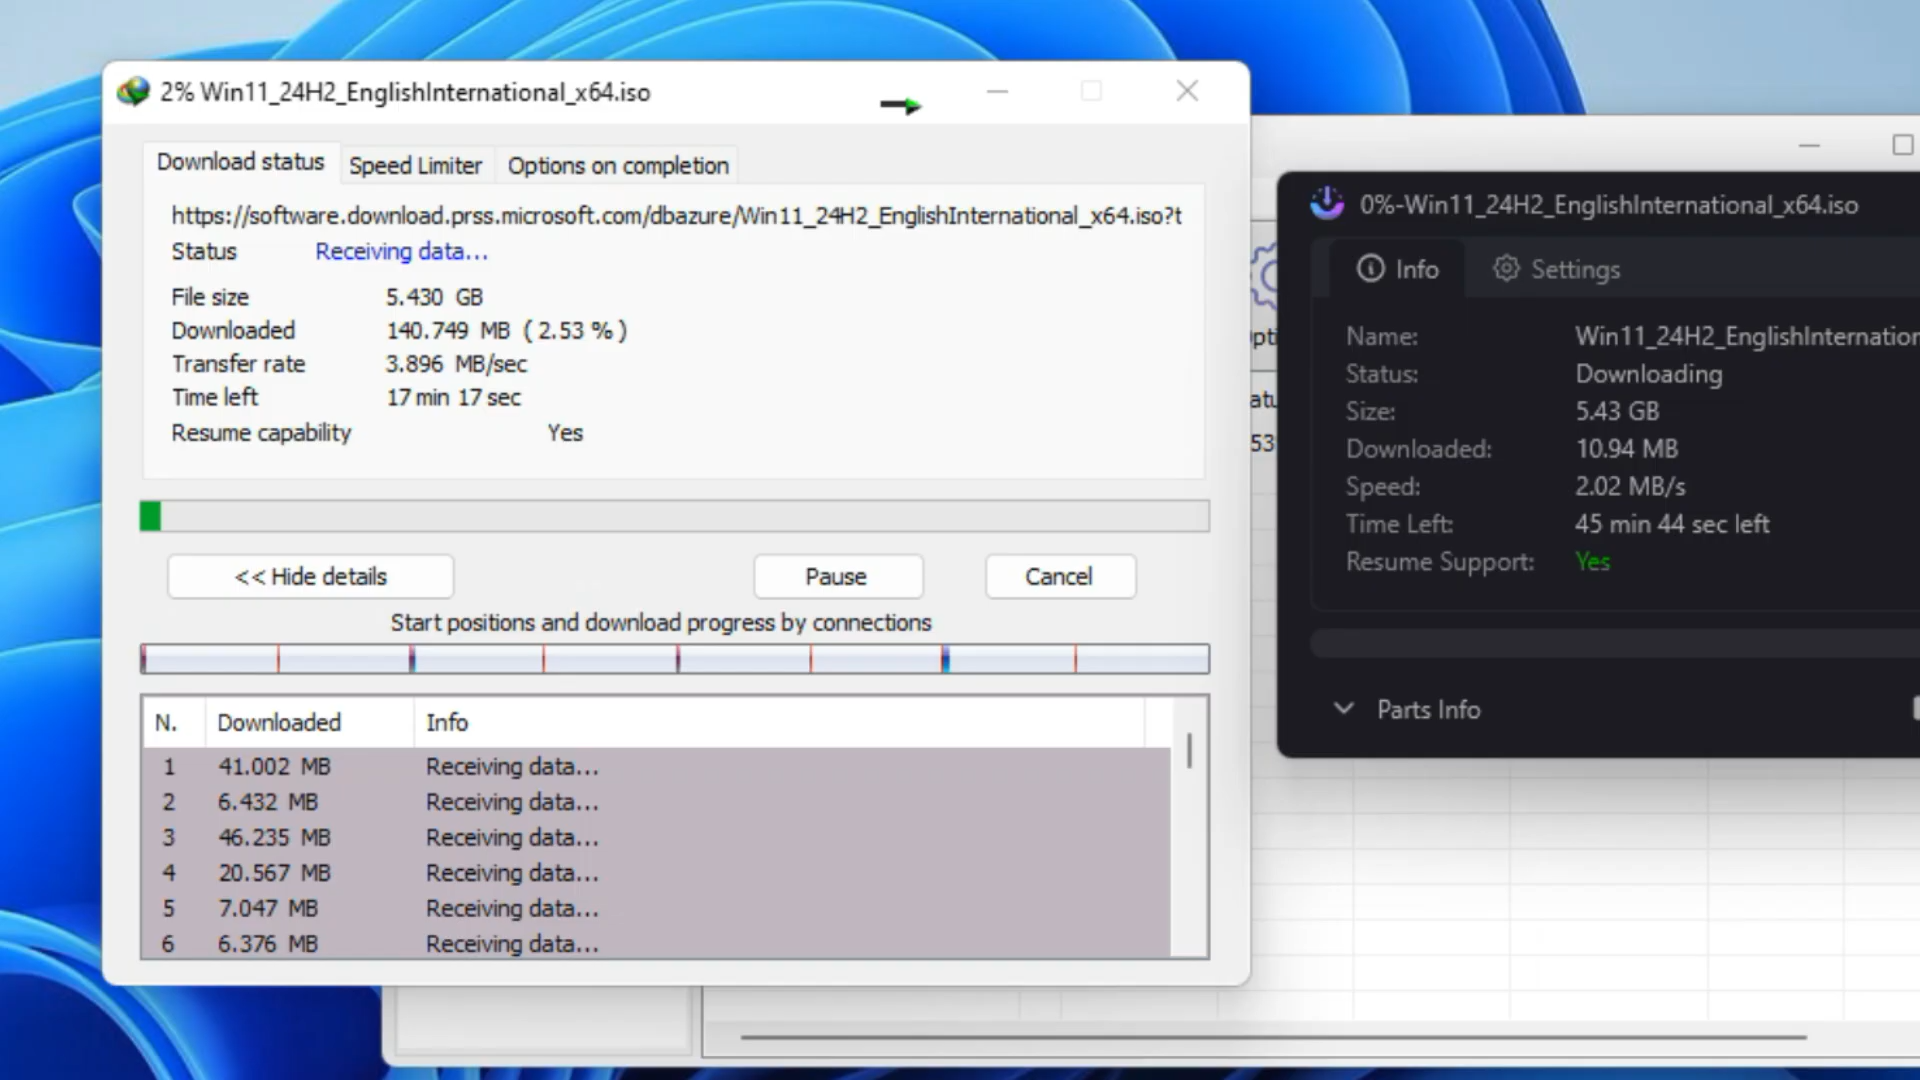 2% Win11_24H2_EnglishInternational_x64.iso
Download status
Speed Limiter
Options on completion
https://software.download.prss.microsoft.com/dbazure/Win11_24H2_EnglishInternational_x64.iso?t
Status Receiving data...
File size 5.430 GB
Downloaded 140.749 MB ( 2.53 % )
Transfer rate 3.896 MB/sec
Time left 17 min 17 sec
Resume capability Yes
<< Hide details
Pause
Cancel
Start positions and download progress by connections
N. Downloaded Info
1 41.002 MB Receiving data...
2 6.432 MB Receiving data...
3 46.235 MB Receiving data...
4 20.567 MB Receiving data...
5 7.047 MB Receiving data...
6 6.376 MB Receiving data...
0%-Win11_24H2_EnglishInternational_x64.iso
Info
Settings
Name: Win11_24H2_EnglishInternation
Status: Downloading
Size: 5.43 GB
Downloaded: 10.94 MB
Speed: 2.02 MB/s
Time Left: 45 min 44 sec left
Resume Support: Yes
Parts Info